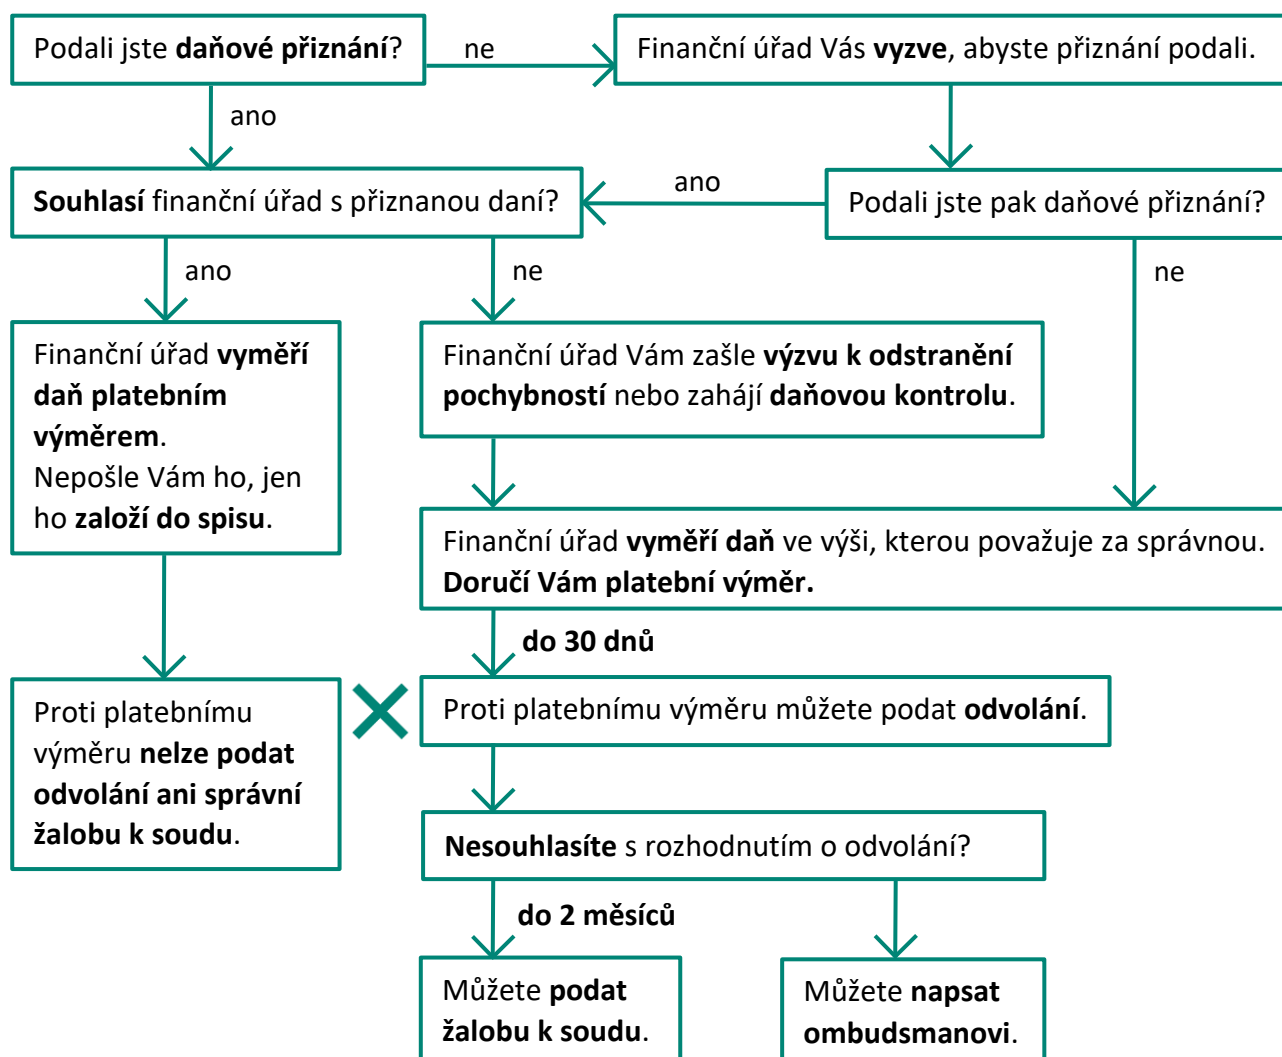 Podali jste daňové přiznání?
ne
Finanční úřad Vás vyzve, abyste přiznání podali.
ano
Souhlasí finanční úřad s přiznanou daní?
ano
Podali jste pak daňové přiznání?
ano
ne
ne
Finanční úřad vyměří
daň platebním
výměrem.
Nepošle Vám ho, jen
ho založí do spisu.
Finanční úřad Vám zašle výzvu k odstranění
pochybností nebo zahájí daňovou kontrolu.
Finanční úřad vyměří daň ve výši, kterou považuje za správnou.
Doručí Vám platební výměr.
do 30 dnů
Proti platebnímu
výměru nelze podat
odvolání ani správní
žalobu k soudu.
Proti platebnímu výměru můžete podat odvolání.
Nesouhlasíte s rozhodnutím o odvolání?
do 2 měsíců
Můžete podat
žalobu k soudu.
Můžete napsat
ombudsmanovi.